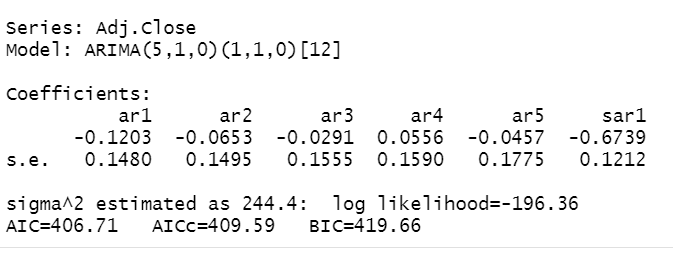 Series: Adj.Close
Model: ARIMA(5,1,0)(1,1,0)[12]
Coefficients:
ar1 ar2 ar3 ar4 ar5 sar1
-0.1203 -0.0653 -0.0291 0.0556 -0.0457 -0.6739
s.e. 0.1480 0.1495 0.1555 0.1590 0.1775 0.1212
sigma^2 estimated as 244.4: log likelihood=-196.36
AIC=406.71 AICc=409.59 BIC=419.66